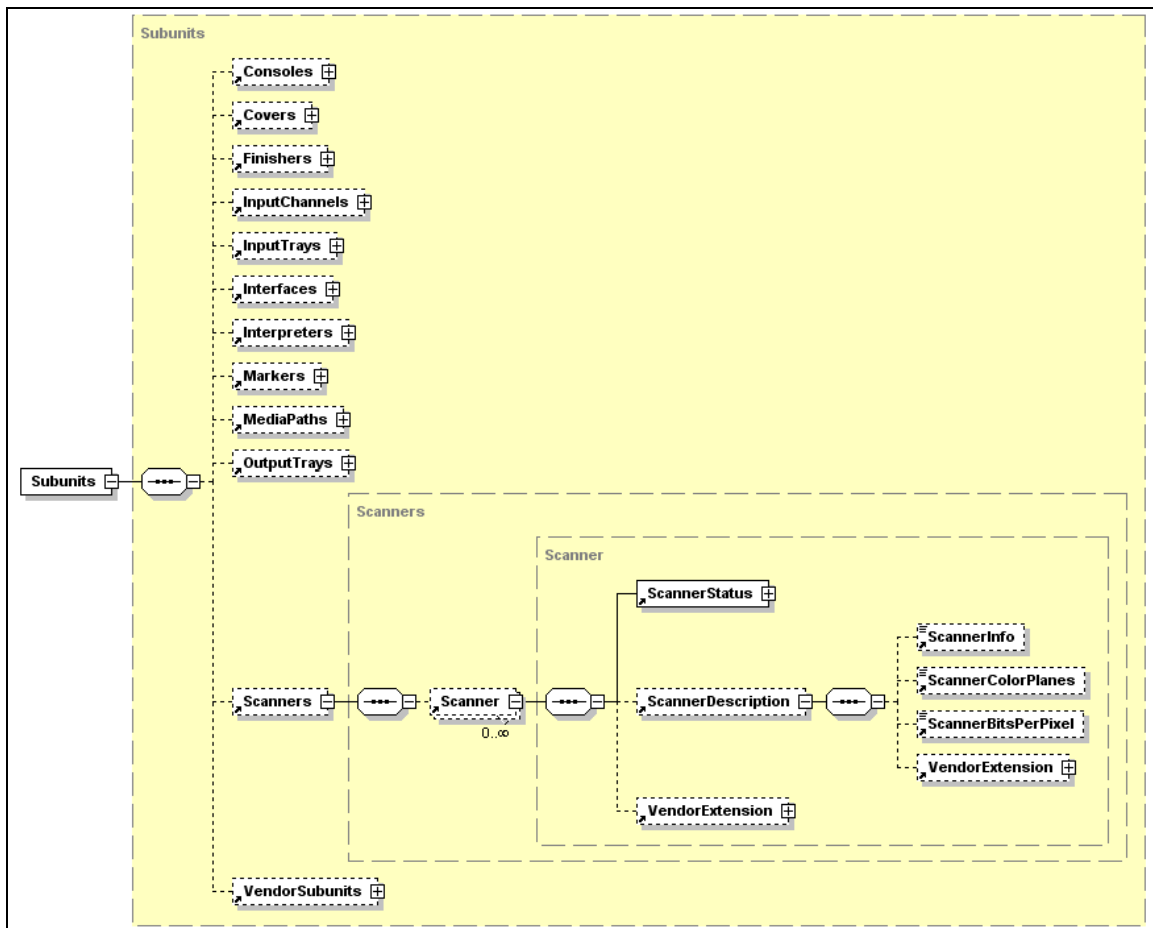 Subunits
Consoles
Covers
Finishers
InputChannels
InputTrays
Interfaces
Interpreters
Markers
MediaPaths
OutputTrays
Subunits
Scanners
Scanner
ScannerStatus
ScannerInfo
ScannerColorPlanes
Scanners
Scanner
ScannerDescription
0..∞
ScannerBitsPerPixel
VendorExtension
VendorExtension
VendorSubunits